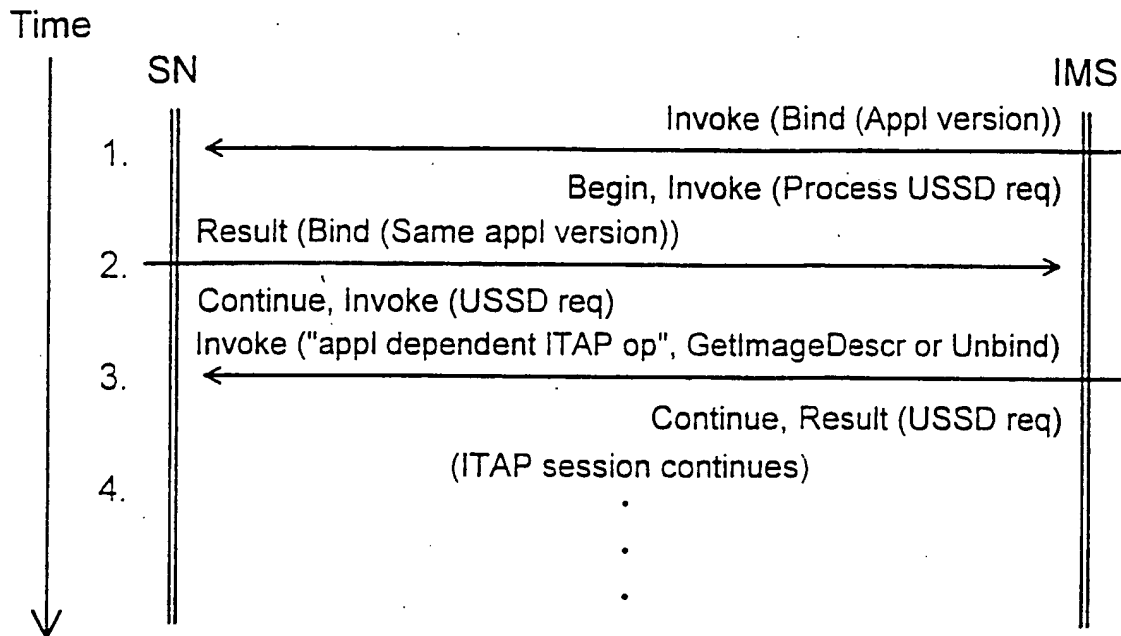 Time
SN
IMS
Invoke (Bind (Appl version))
1.
Begin, Invoke (Process USSD req)
Result (Bind (Same appl version))
2.
Continue, Invoke (USSD req)
Invoke ("appl dependent ITAP op", GetImageDescr or Unbind)
3.
Continue, Result (USSD req)
(ITAP session continues)
4.